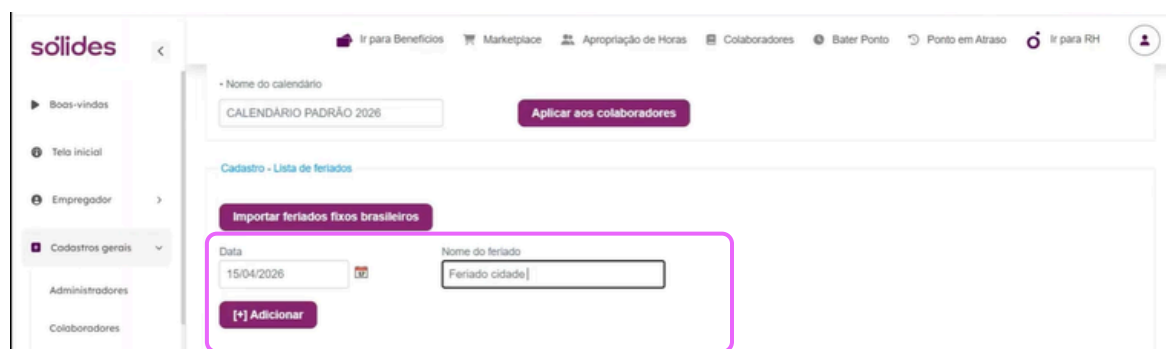 sólides <
Ir para Benefícios Marketplace Apropriação de Horas Colaboradores Bater Ponto Ponto em Atraso Ir para RH
- Nome do calendário
CALENDÁRIO PADRÃO 2026 Aplicar aos colaboradores
Boas-vindas
Tela inicial
Empregador >
Cadastros gerais
Administradores
Colaboradores
Cadastro - Lista de feriados
Importar feriados fixos brasileiros
Data Nome do feriado
15/04/2026 Feriado cidade
[+] Adicionar